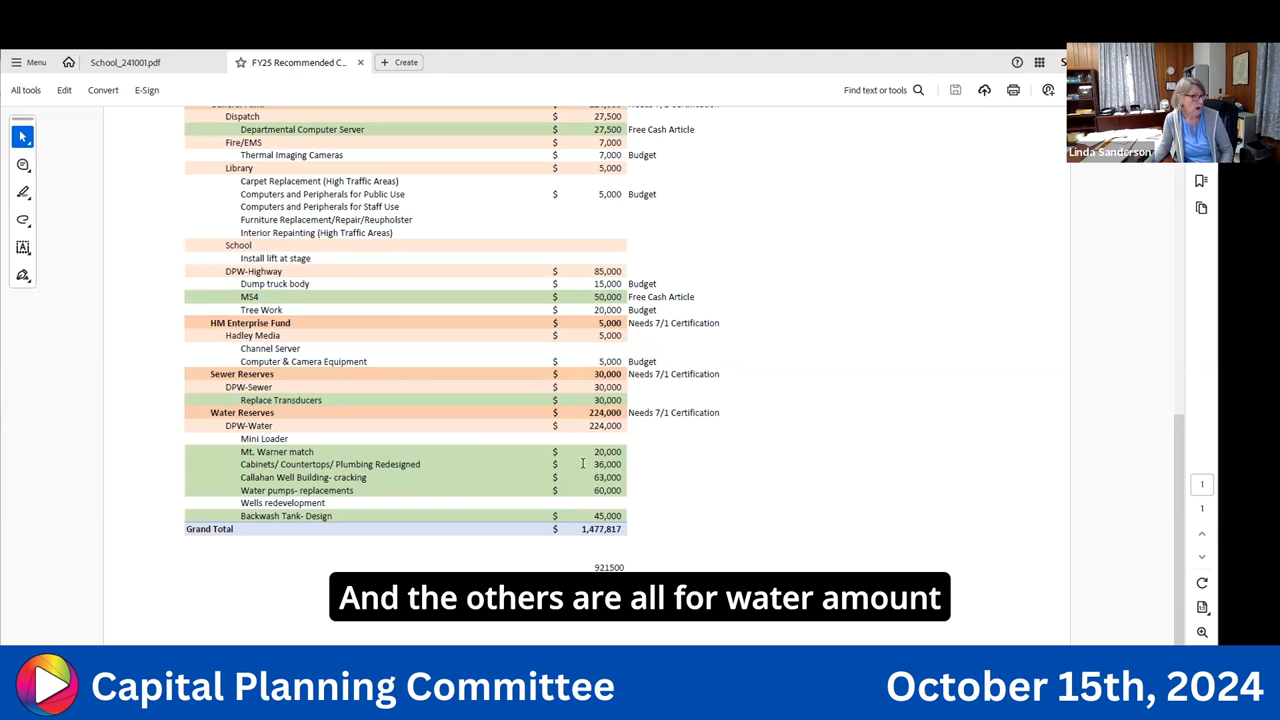 Menu School_241001.pdf FY25 Recommended C... Create
All tools Edit Convert E-Sign Find text or tools
Linda Sanderson
Dispatch $ 27,500
Departmental Computer Server $ 27,500 Free Cash Article
Fire/EMS $ 7,000
Thermal Imaging Cameras $ 7,000 Budget
Library $ 5,000
Carpet Replacement (High Traffic Areas)
Computers and Peripherals for Public Use $ 5,000 Budget
Computers and Peripherals for Staff Use
Furniture Replacement/Repair/Reupholster
Interior Repainting (High Traffic Areas)
School
Install lift at stage
DPW-Highway $ 85,000
Dump truck body $ 15,000 Budget
MS4 $ 50,000 Free Cash Article
Tree Work $ 20,000 Budget
HM Enterprise Fund $ 5,000 Needs 7/1 Certification
Hadley Media $ 5,000
Channel Server
Computer & Camera Equipment $ 5,000 Budget
Sewer Reserves $ 30,000 Needs 7/1 Certification
DPW-Sewer $ 30,000
Replace Transducers $ 30,000
Water Reserves $ 224,000 Needs 7/1 Certification
DPW-Water $ 224,000
Mini Loader
Mt. Warner match $ 20,000
Cabinets/ Countertops/ Plumbing Redesigned $ 36,000
Callahan Well Building- cracking $ 63,000
Water pumps- replacements $ 60,000
Wells redevelopment
Backwash Tank- Design $ 45,000
Grand Total $ 1,477,817
921500
1
1
And the others are all for water amount
Capital Planning Committee October 15th, 2024